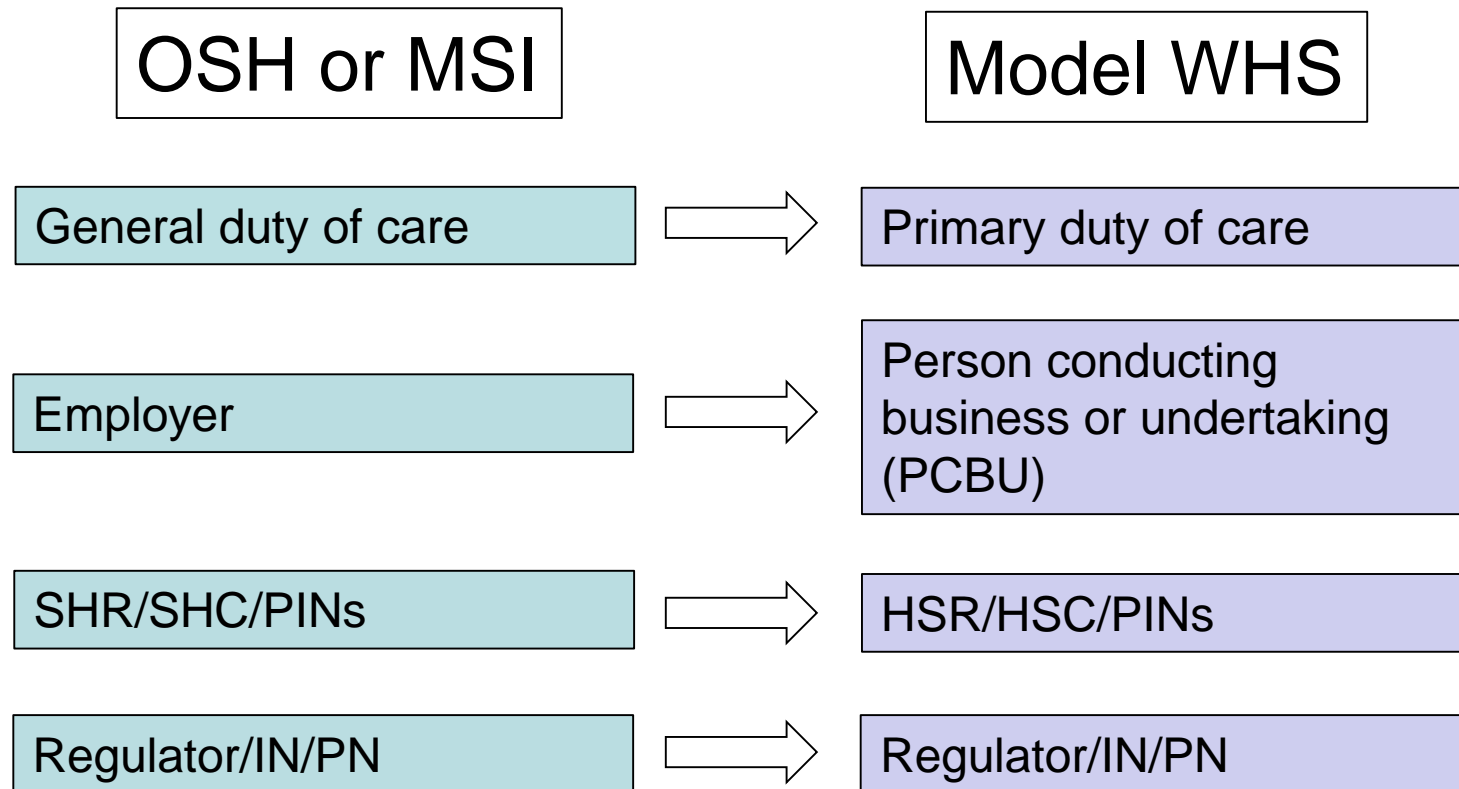 OSH or MSI
Model WHS
General duty of care
Primary duty of care
Employer
Person conducting
business or undertaking
(PCBU)
SHR/SHC/PINs
HSR/HSC/PINs
Regulator/IN/PN
Regulator/IN/PN